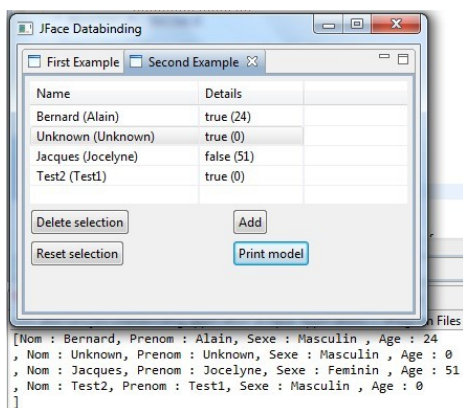 JFace Databinding
First Example Second Example
Name Details
Bernard (Alain) true (24)
Unknown (Unknown) true (0)
Jacques (Jocelyne) false (51)
Test2 (Test1) true (0)
Delete selection Add
Reset selection Print model
n Files
[Nom : Bernard, Prenom : Alain, Sexe : Masculin , Age : 24
, Nom : Unknown, Prenom : Unknown, Sexe : Masculin , Age : 0
, Nom : Jacques, Prenom : Jocelyne, Sexe : Feminin , Age : 51
, Nom : Test2, Prenom : Test1, Sexe : Masculin , Age : 0
]